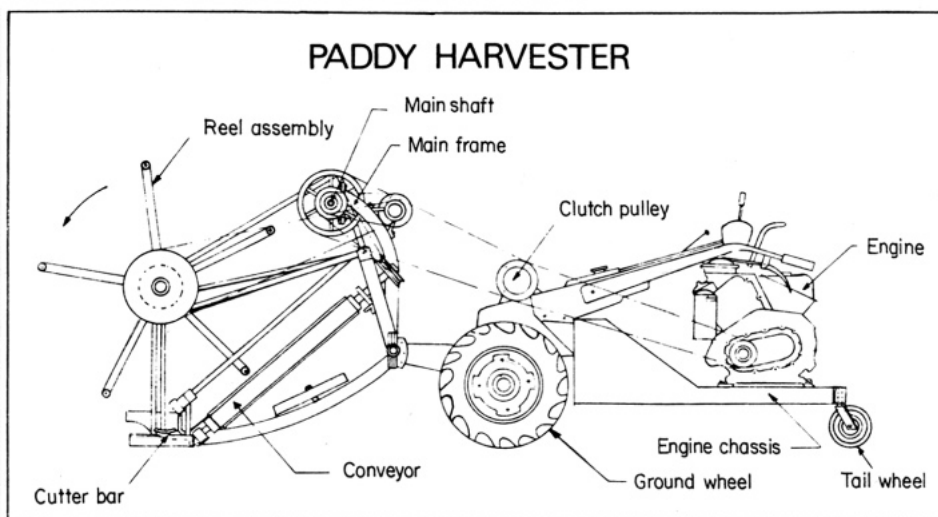 PADDY HARVESTER
Main shaft
Reel assembly
Main frame
Clutch pulley
Engine
Engine chassis
Conveyor
Ground wheel
Tail wheel
Cutter bar